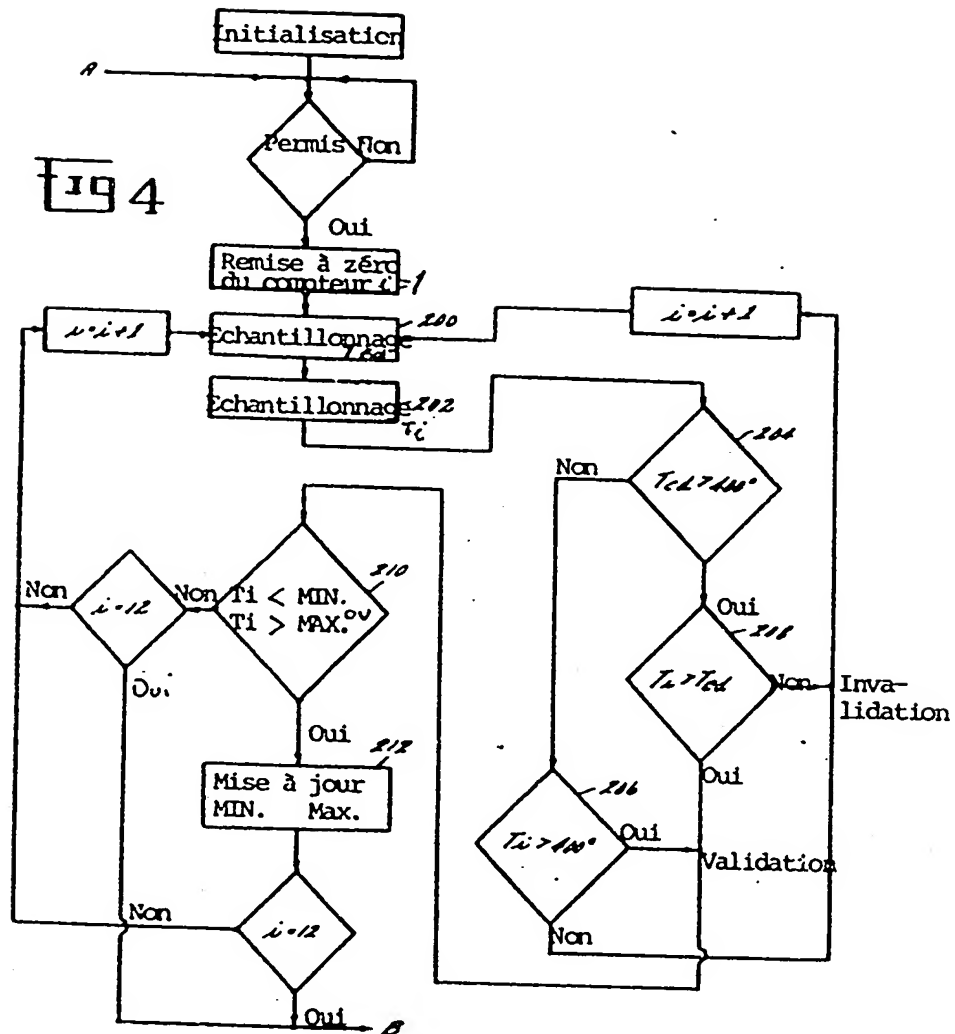 Initialisation
A
Permis Non
Fig 4
Oui
Remise à zéro
du compteur i=1
200
i=i+1
Echantillonnage
Tcd
i=i+1
202
Echantillonnage
Ti
204
Non
Tcd > 400°
Oui
208
Ti > Tcd
Non
Inva-
lidation
Oui
210
Non
i=12
Non
Ti < MIN.
ou
Ti > MAX.
Oui
Oui
212
Mise à jour
MIN. Max.
206
Ti > 400°
Oui
Validation
Non
Non
i=12
Oui
B